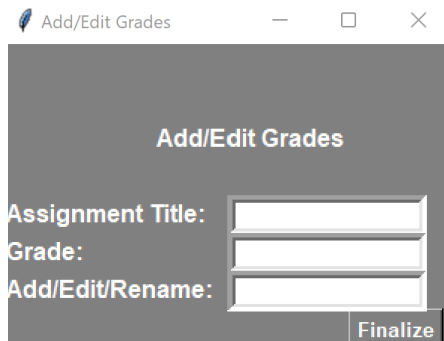 Add/Edit Grades
Add/Edit Grades
Assignment Title:
Grade:
Add/Edit/Rename:
Finalize